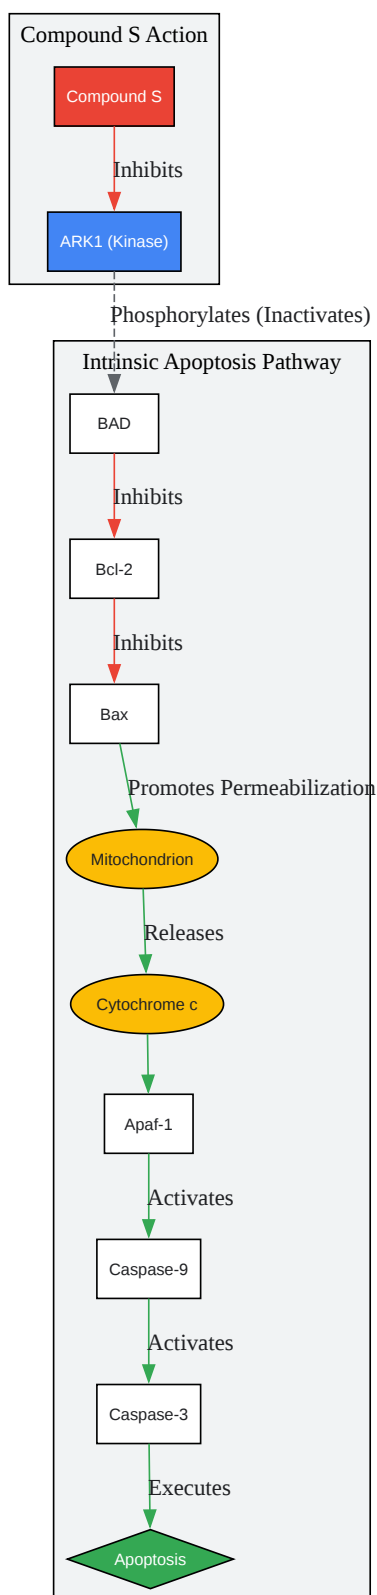 Compound S Action
Compound S
Inhibits
ARK1 (Kinase)
Phosphorylates (Inactivates)
Intrinsic Apoptosis Pathway
BAD
Inhibits
Bcl-2
Inhibits
Bax
Promotes Permeabilization
Mitochondrion
Releases
Cytochrome c
Apaf-1
Activates
Caspase-9
Activates
Caspase-3
Executes
Apoptosis